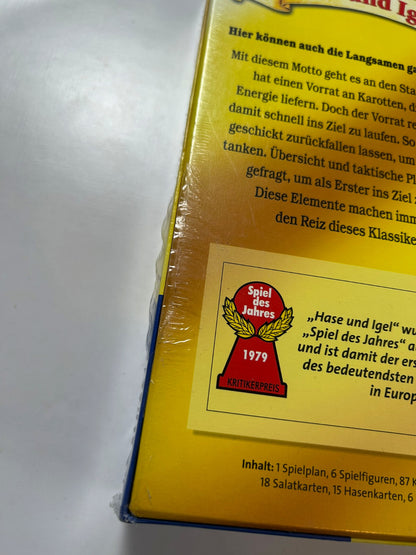 und Ig
Hier können auch die Langsamen ga
Mit diesem Motto geht es an den Sta
hat einen Vorrat an Karotten, d
Energie liefern. Doch der Vorrat re
damit schnell ins Ziel zu laufen. So
geschickt zurückfallen lassen, um
tanken. Übersicht und taktische Pl
gefragt, um als Erster ins Ziel z
Diese Elemente machen imm
den Reiz dieses Klassike
Spiel
des
Jahres
1979
KRITIKERPREIS
„Hase und Igel“ wu
„Spiel des Jahres“ a
und ist damit der ers
des bedeutendsten
in Europ
Inhalt: 1 Spielplan, 6 Spielfiguren, 87 K
18 Salatkarten, 15 Hasenkarten, 6